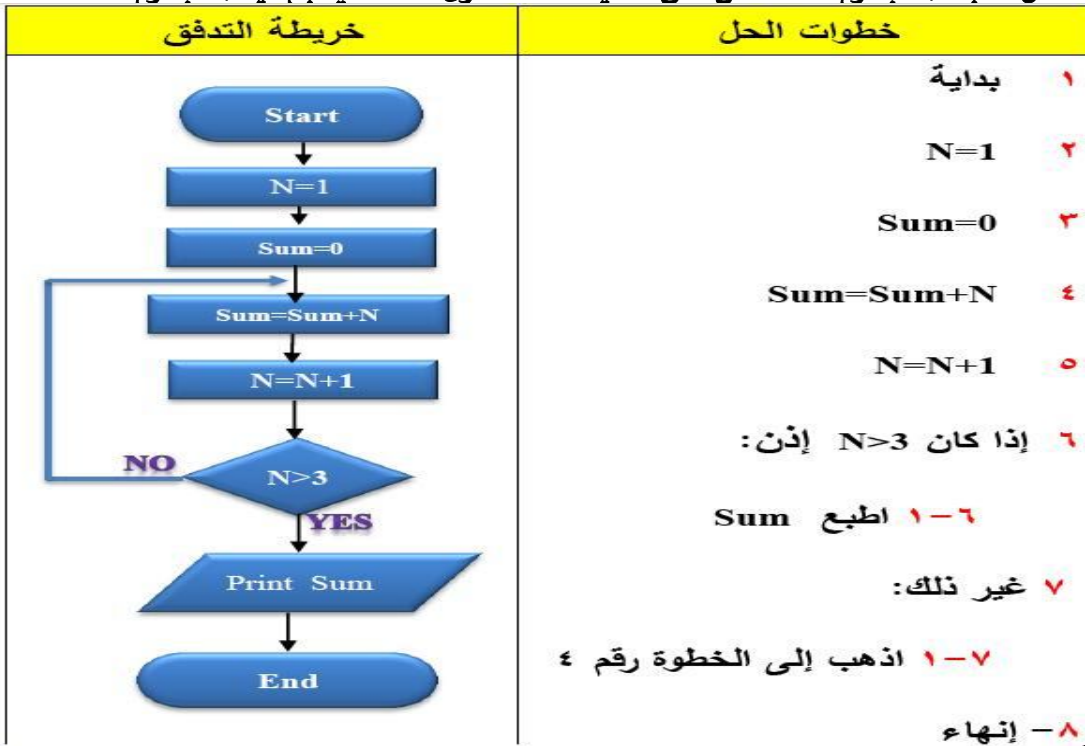 خطوات الحل
١ بداية
٢ N=1
٣ Sum=0
٤ Sum=Sum+N
٥ N=N+1
٦ إذا كان N>3 إذن:
٦-١ اطبع Sum
٧ غير ذلك:
٧-١ اذهب إلى الخطوة رقم ٤
٨- إنهاء
خريطة التدفق
Start
N=1
Sum=0
Sum=Sum+N
N=N+1
N>3
NO
YES
Print Sum
End